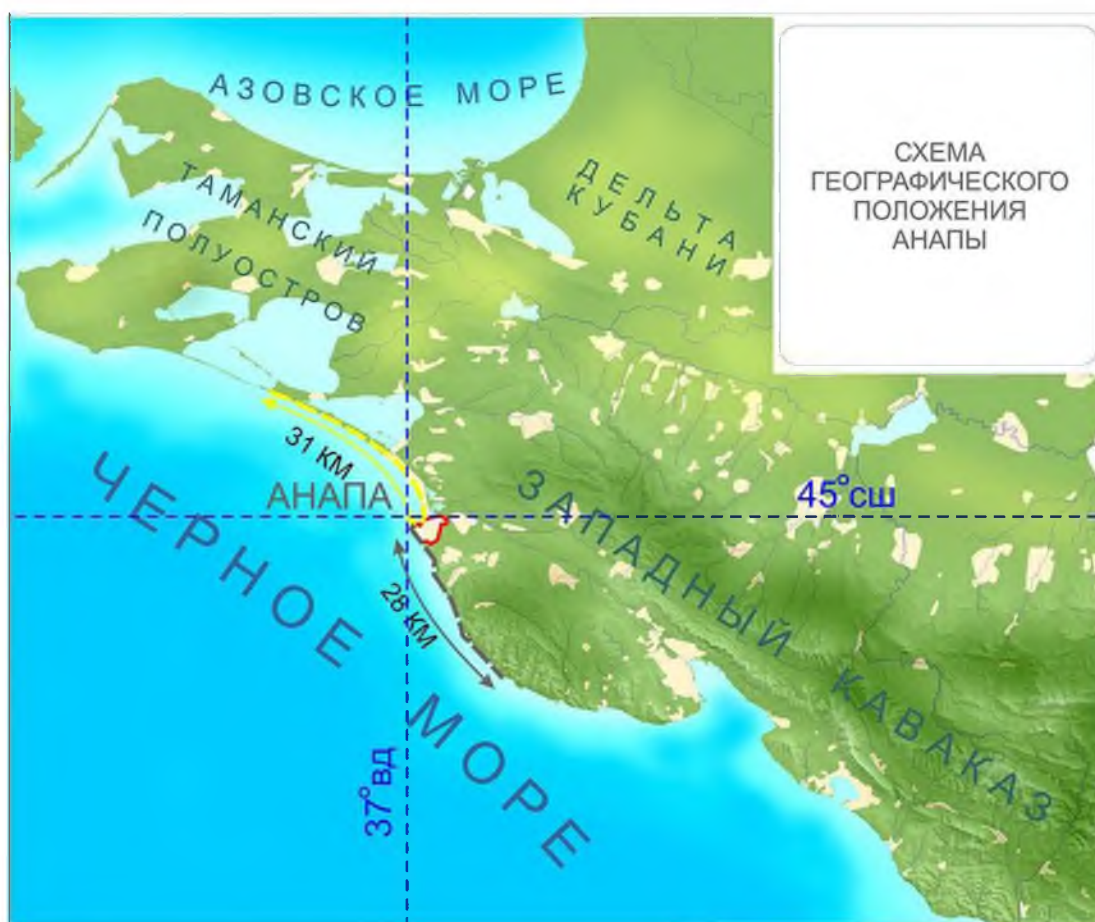 АЗОВСКОЕ МОРЕ
СХЕМА
ГЕОГРАФИЧЕСКОГО
ПОЛОЖЕНИЯ
АНАПЫ
ТАМАНСКИЙ
ПОЛУОСТРОВ
ДЕЛЬТА
КУБАНИ
31 КМ
АНАПА
45°СШ
ЗАПАДНЫЙ КАВАКАЗ
28 КМ
ЧЕРНОЕ МОРЕ
37°ВД